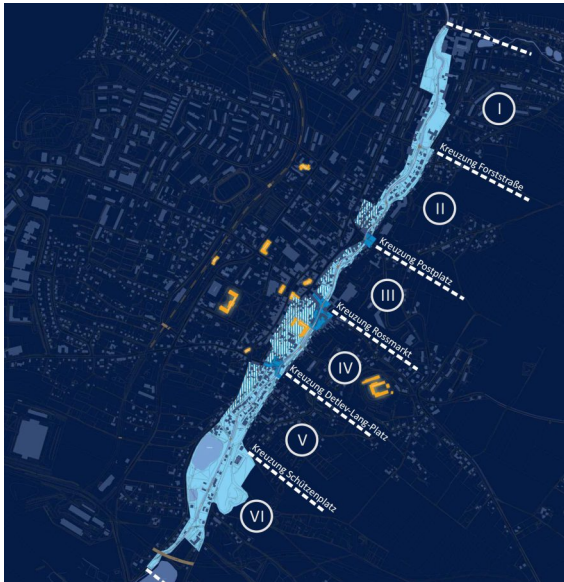 I
Kreuzung Forststraße
II
Kreuzung Postplatz
III
Kreuzung Rossmarkt
IV
Kreuzung Detlev-Lang-Platz
V
Kreuzung Schützenplatz
VI